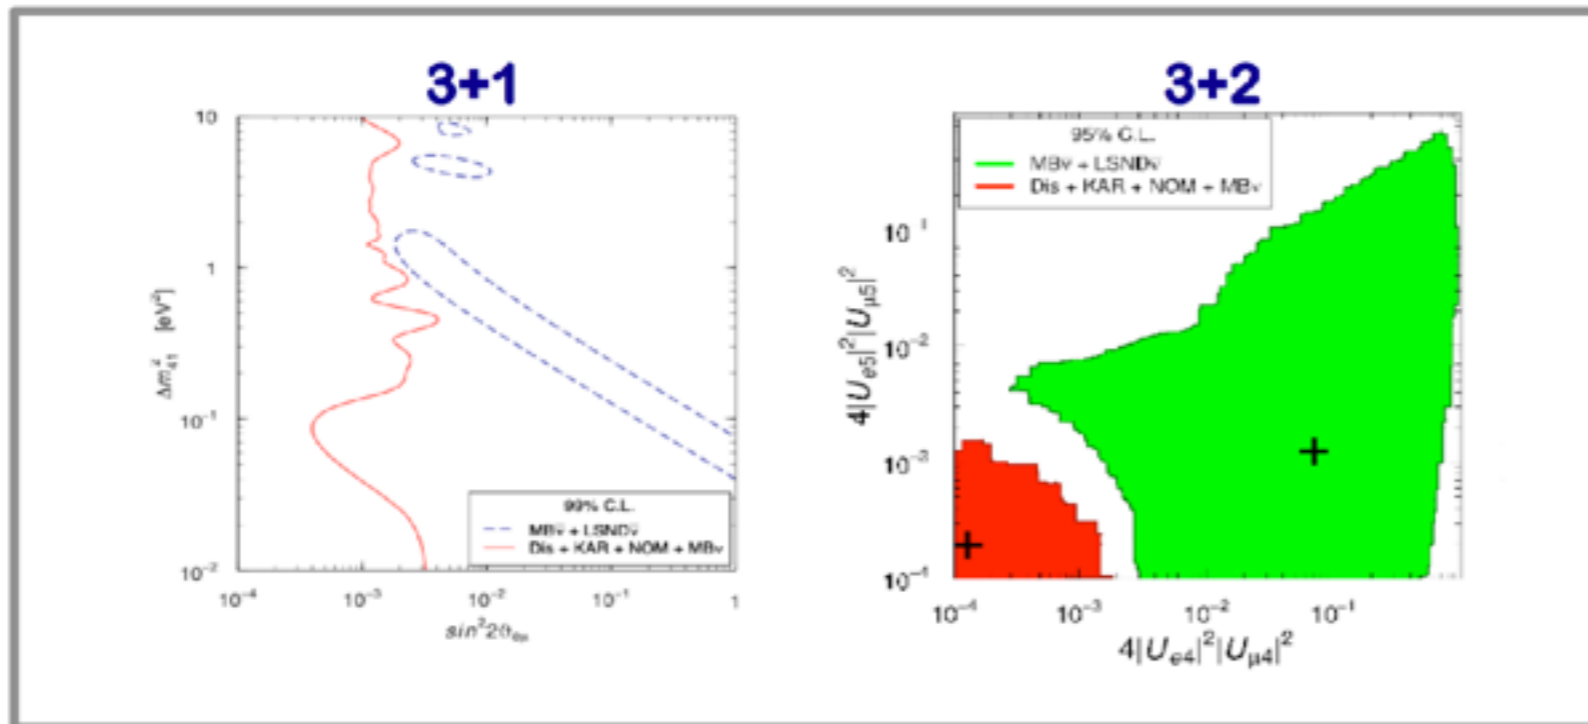 3+1
10
1
10⁻¹
10⁻²
Δm²₄₁ [eV²]
99% C.L.
MBν̄ + LSNDν̄
Dis + KAR + NOM + MBν
10⁻⁴ 10⁻³ 10⁻² 10⁻¹ 1
sin²2θₑμ
3+2
95% C.L.
MBν̄ + LSNDν̄
Dis + KAR + NOM + MBν
10⁻¹
10⁻²
10⁻³
10⁻⁴
4|Uₑ₅|²|Uμ₅|²
10⁻⁴ 10⁻³ 10⁻² 10⁻¹
4|Uₑ₄|²|Uμ₄|²